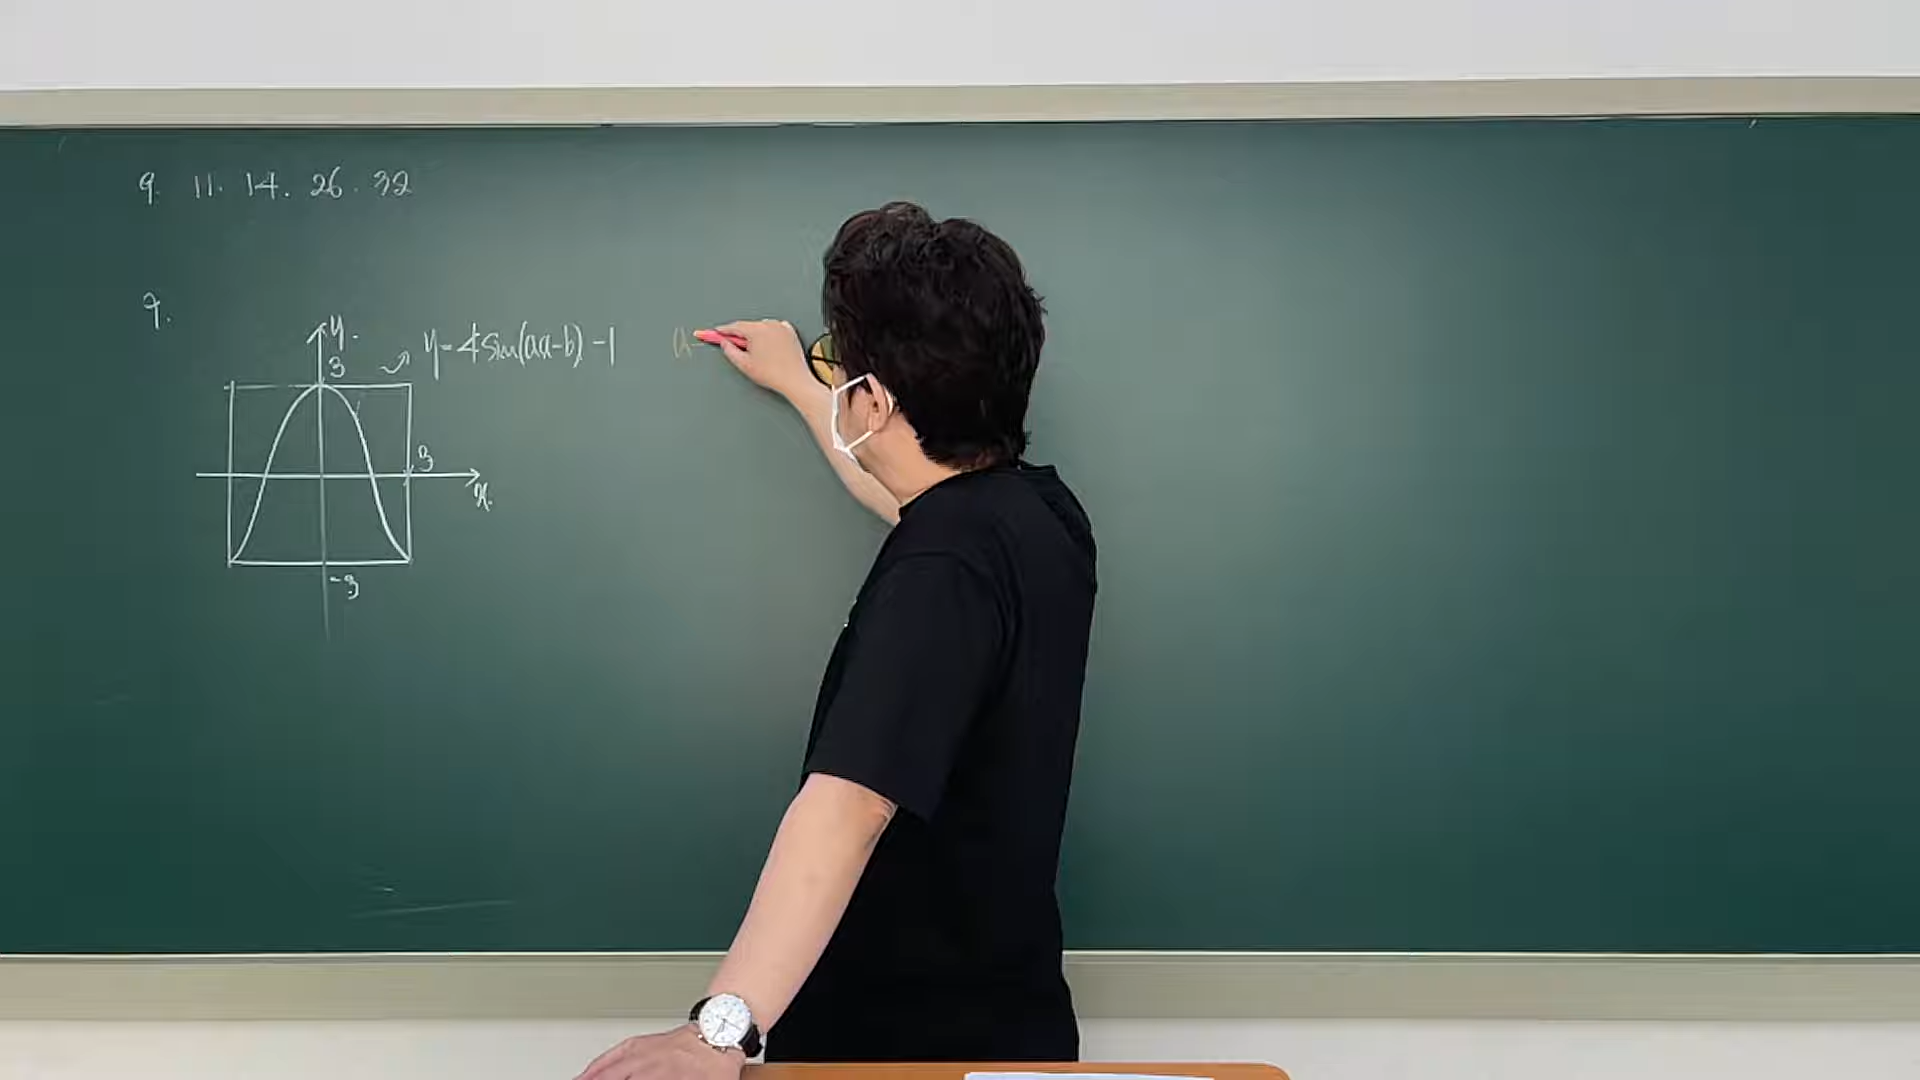 9. 11. 14. 26. 32
9.
y.
3
y=4sin(ax-b)-1
a=
3
x.
-3